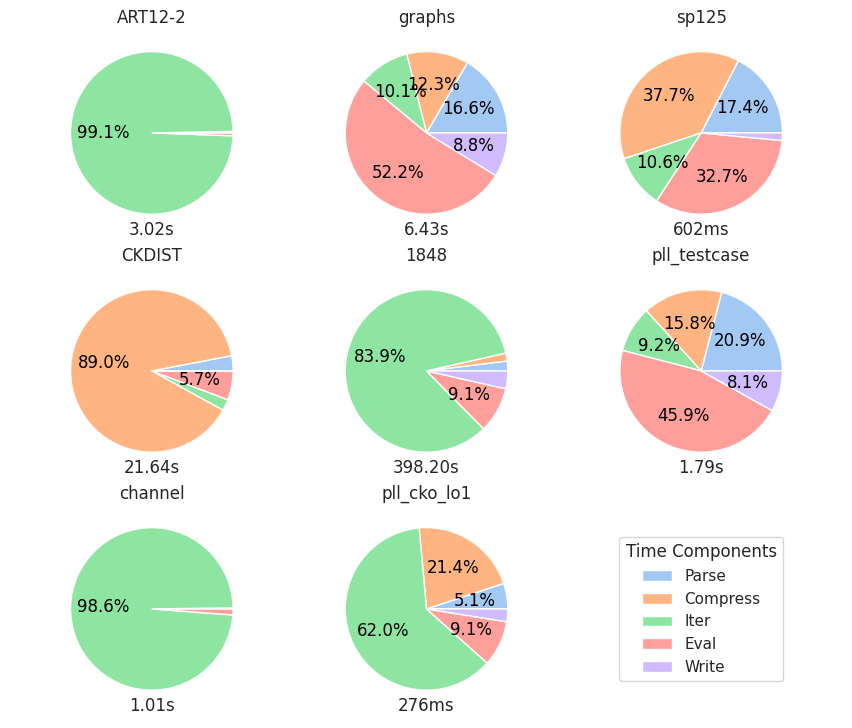 ART12-2
graphs
sp125
99.1%
16.6%
12.3%
10.1%
52.2%
8.8%
17.4%
37.7%
10.6%
32.7%
3.02s
6.43s
602ms
CKDIST
1848
pll_testcase
89.0%
5.7%
83.9%
9.1%
20.9%
15.8%
9.2%
45.9%
8.1%
21.64s
398.20s
1.79s
channel
pll_cko_lo1
98.6%
5.1%
21.4%
62.0%
9.1%
1.01s
276ms
Time Components
Parse
Compress
Iter
Eval
Write